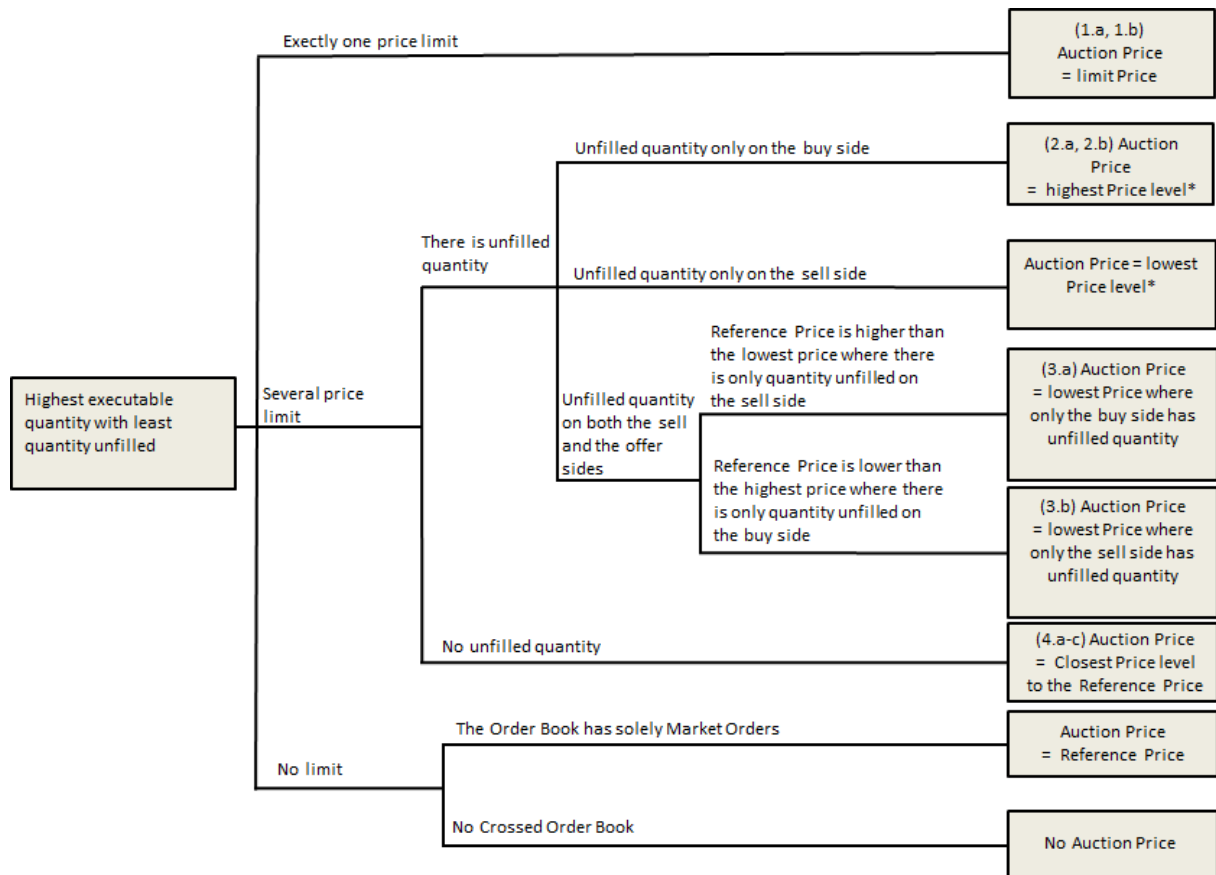 Exectly one price limit
(1.a, 1.b)
Auction Price
= limit Price
Unfilled quantity only on the buy side
(2.a, 2.b) Auction
Price
= highest Price level*
There is unfilled
quantity
Unfilled quantity only on the sell side
Auction Price = lowest
Price level*
Reference Price is higher than
the lowest price where there
is only quantity unfilled on
the sell side
(3.a) Auction Price
= lowest Price where
only the buy side has
unfilled quantity
Highest executable
quantity with least
quantity unfilled
Several price
limit
Unfilled quantity
on both the sell
and the offer
sides
Reference Price is lower than
the highest price where there
is only quantity unfilled on
the buy side
(3.b) Auction Price
= lowest Price where
only the sell side has
unfilled quantity
No unfilled quantity
(4.a-c) Auction Price
= Closest Price level
to the Reference Price
The Order Book has solely Market Orders
Auction Price
= Reference Price
No limit
No Crossed Order Book
No Auction Price